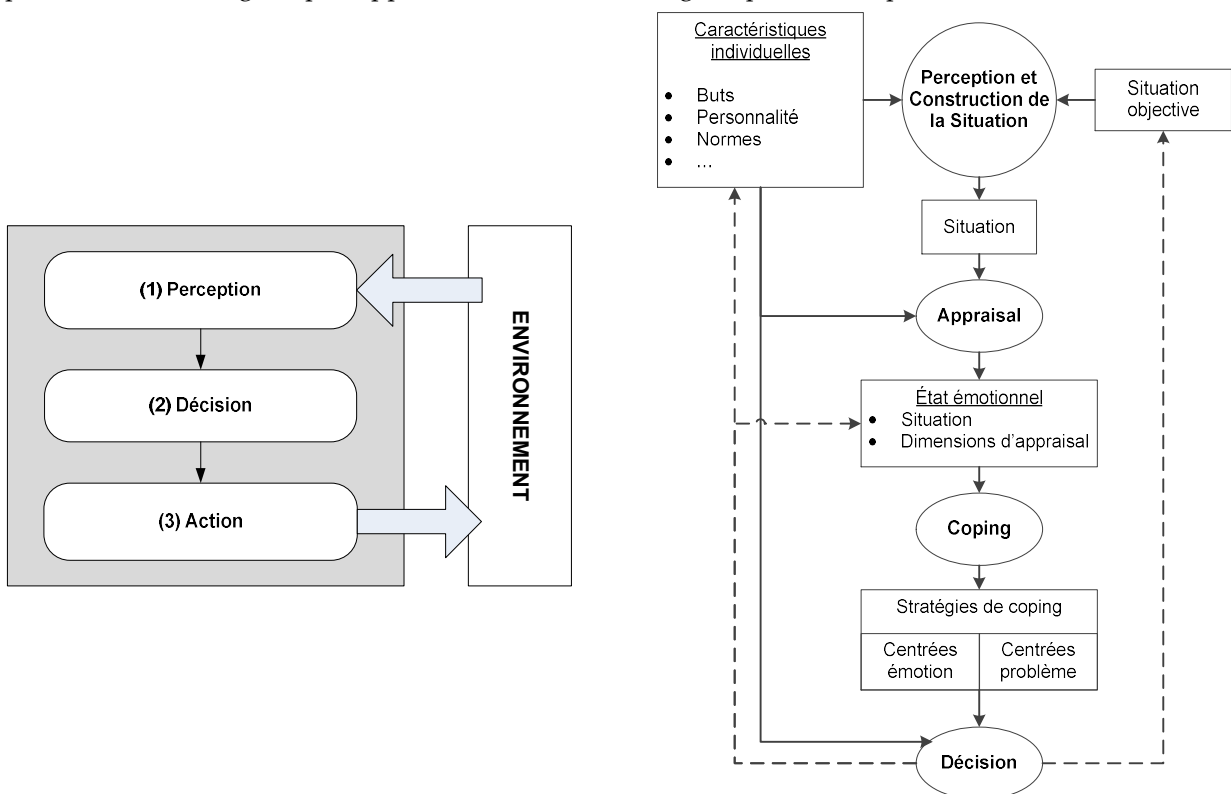 Caractéristiques
individuelles
• Buts
• Personnalité
• Normes
• ...
Perception et
Construction de
la Situation
Situation
objective
Situation
Appraisal
État émotionnel
• Situation
• Dimensions d'appraisal
Coping
Stratégies de coping
Centrées
émotion
Centrées
problème
Décision
(1) Perception
(2) Décision
(3) Action
ENVIRONNEMENT